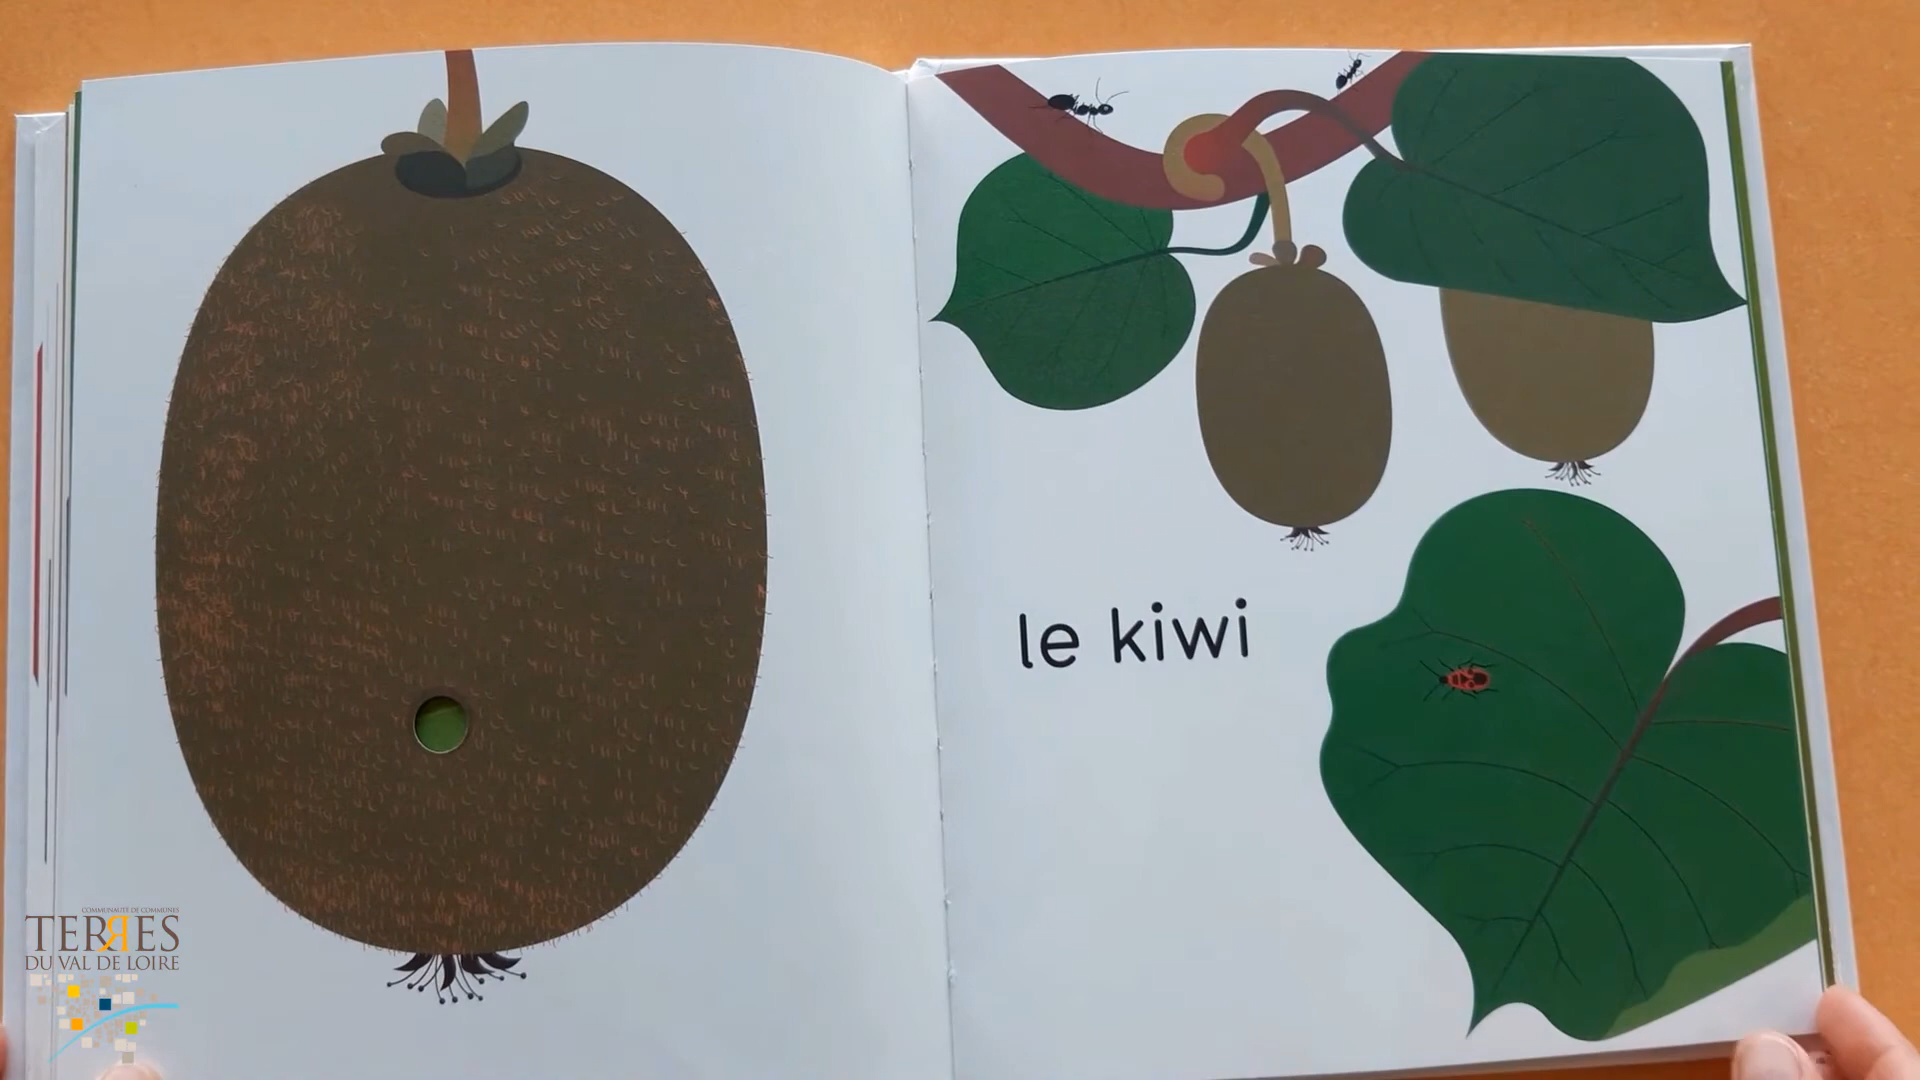 le kiwi
COMMUNAUTÉ DE COMMUNES
TERRES
DU VAL DE LOIRE